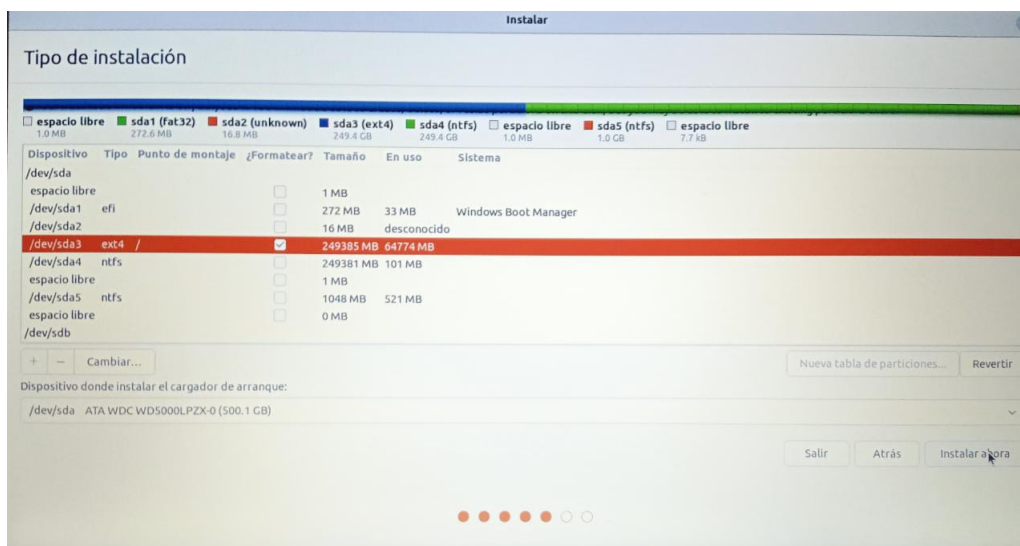 Instalar
Tipo de instalación
espacio libre sda1 (fat32) sda2 (unknown) sda3 (ext4) sda4 (ntfs) espacio libre sda5 (ntfs) espacio libre
1.0 MB 272.6 MB 16.8 MB 249.4 GB 249.4 GB 1.0 MB 1.0 GB 7.7 kB
Dispositivo Tipo Punto de montaje ¿Formatear? Tamaño En uso Sistema
/dev/sda
espacio libre 1 MB
/dev/sda1 efi 272 MB 33 MB Windows Boot Manager
/dev/sda2 16 MB desconocido
/dev/sda3 ext4 / 249385 MB 64774 MB
/dev/sda4 ntfs 249381 MB 101 MB
espacio libre 1 MB
/dev/sda5 ntfs 1048 MB 521 MB
espacio libre 0 MB
/dev/sdb
+ − Cambiar... Nueva tabla de particiones... Revertir
Dispositivo donde instalar el cargador de arranque:
/dev/sda ATA WDC WD5000LPZX-0 (500.1 GB)
Salir Atrás Instalar ahora